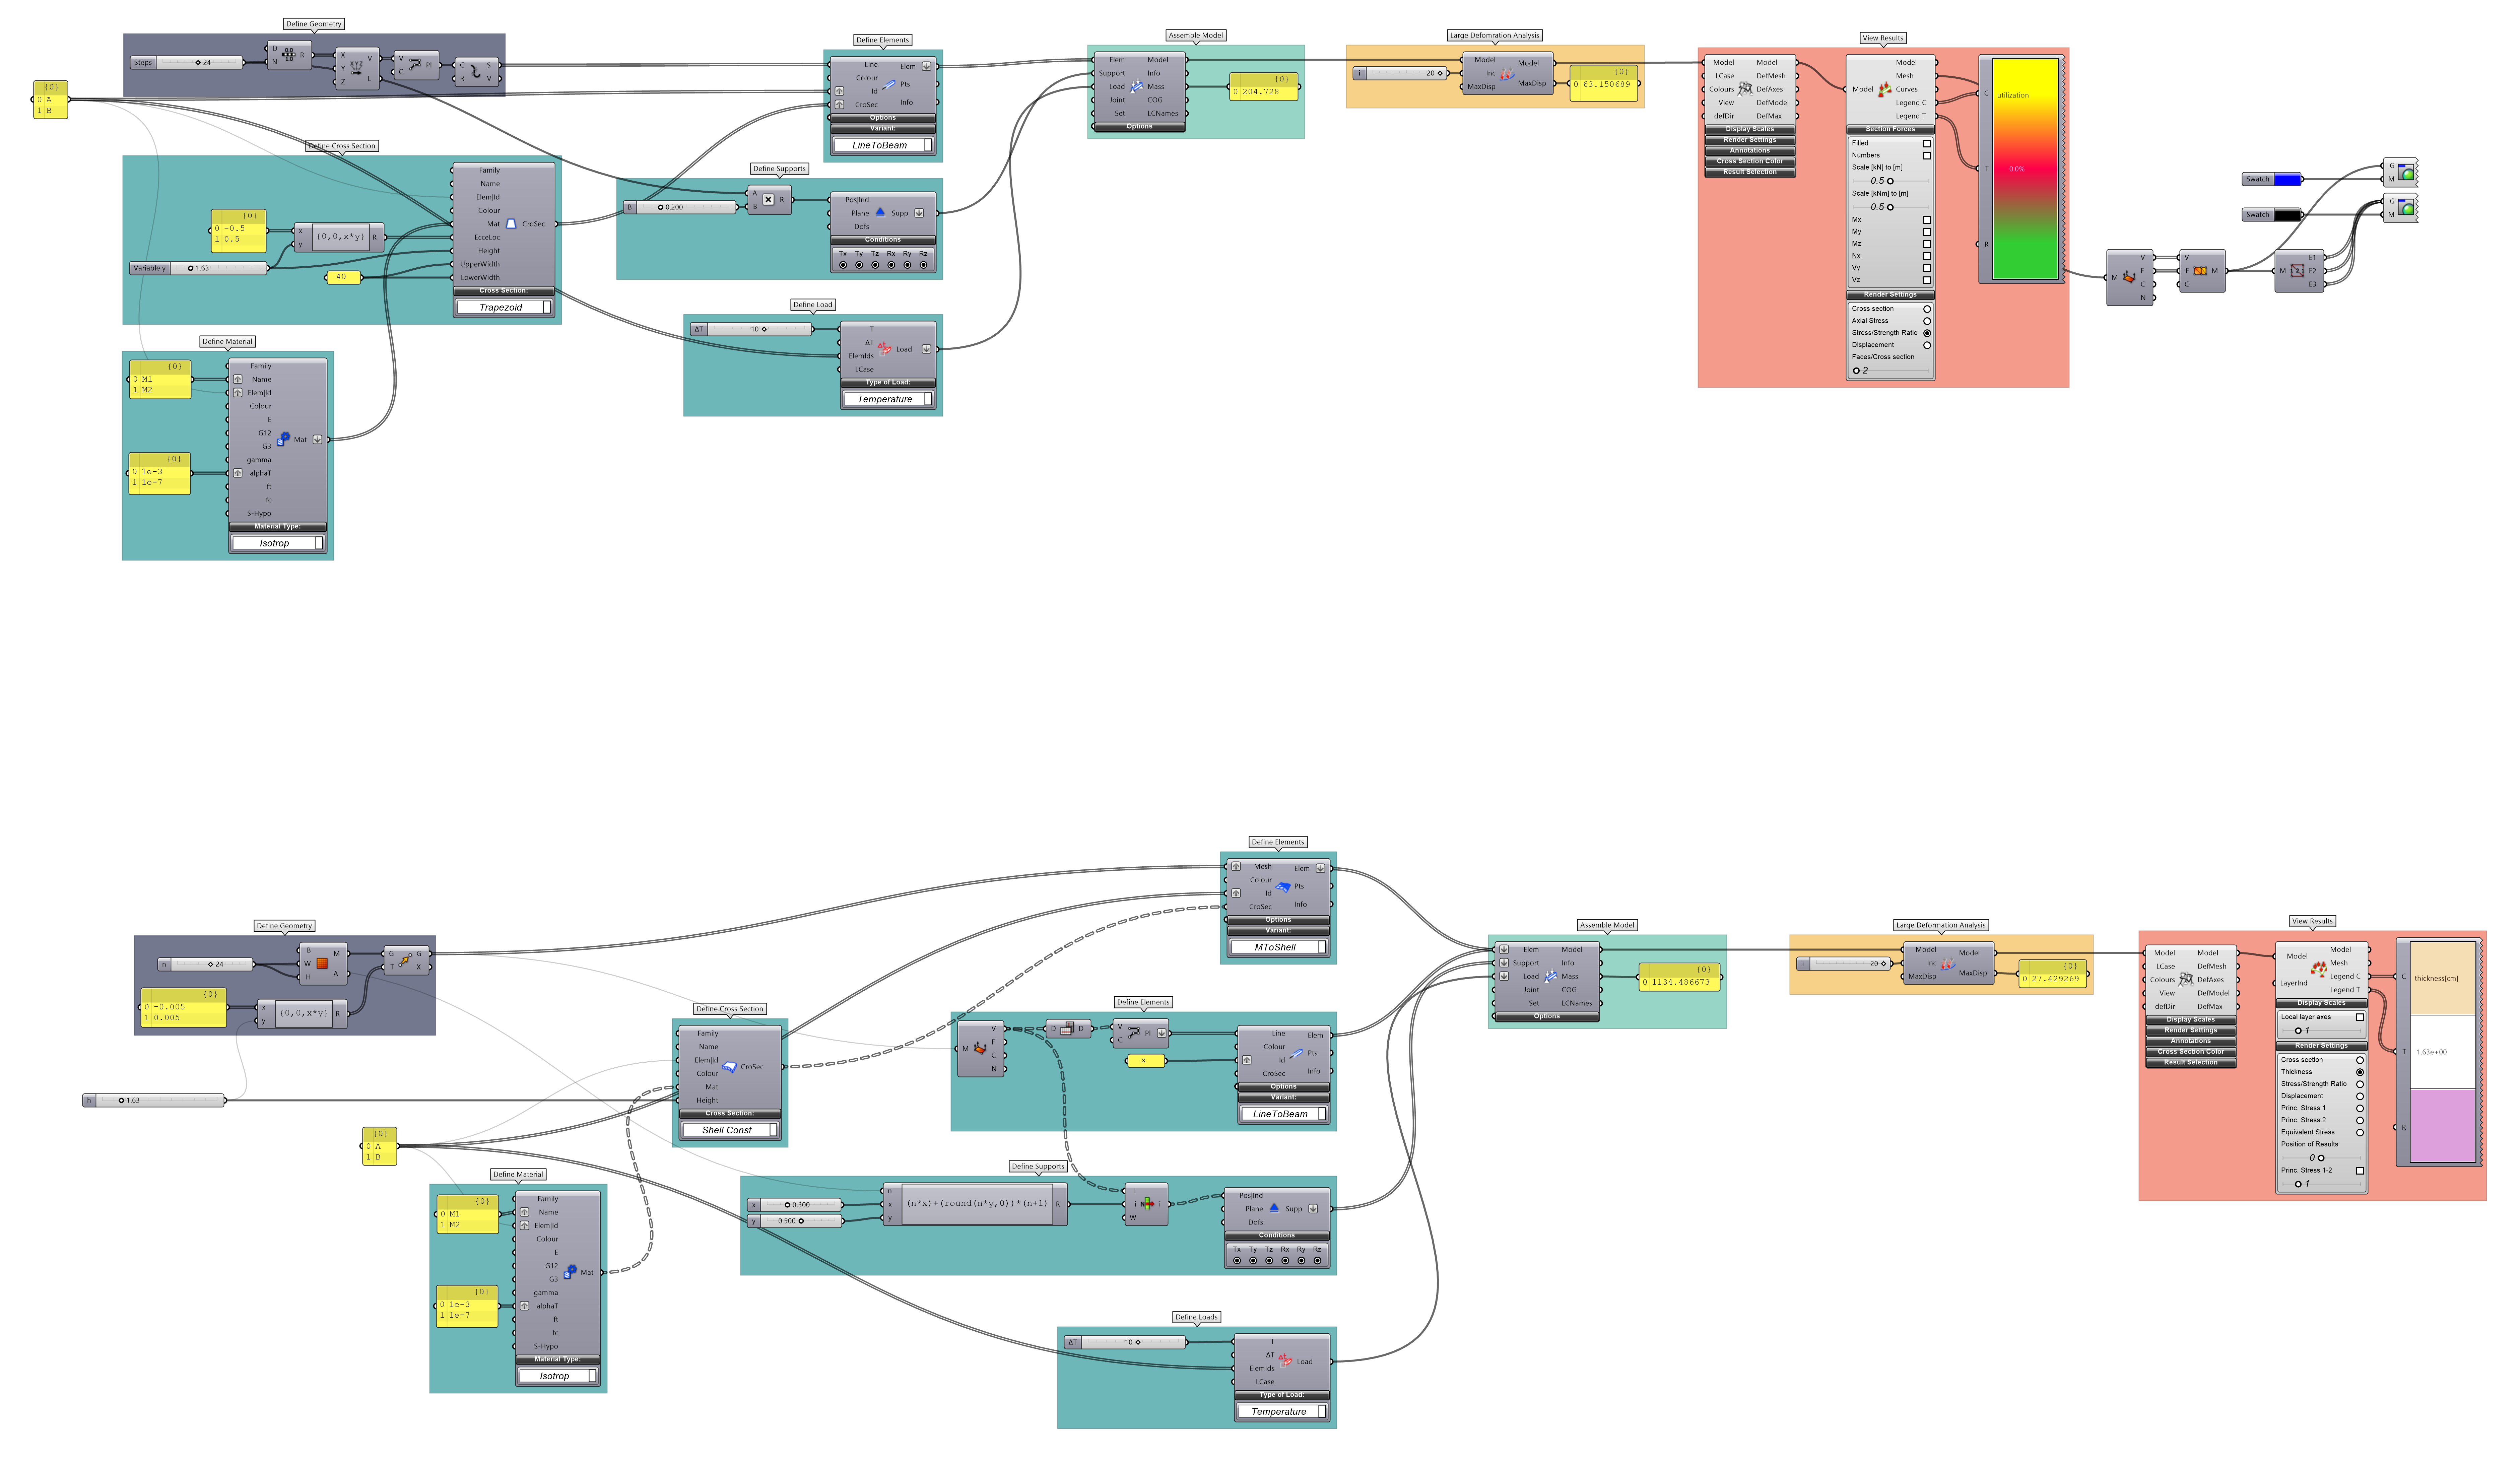 Define Geometry
Steps
24
D
N
R
X
Y
Z
V
L
V
C
Pl
C
R
S
V
{0}
0 A
1 B
Define Cross Section
{0}
0 -0.5
1 0.5
x
y
{0,0,x*y}
R
Variable y
1.63
40
Family
Name
Elem|Id
Colour
Mat
EcceLoc
Height
UpperWidth
LowerWidth
CroSec
Cross Section:
Trapezoid
Define Material
{0}
0 M1
1 M2
{0}
0 1e-3
1 1e-7
Family
Name
Elem|Id
Colour
E
G12
G3
gamma
alphaT
ft
fc
S-Hypo
Mat
Material Type:
Isotrop
Define Elements
Line
Colour
Id
CroSec
Elem
Pts
Info
Options
Variant:
LineToBeam
Define Supports
B
0.200
A
B
R
Pos|Ind
Plane
Dofs
Supp
Conditions
Tx Ty Tz Rx Ry Rz
Define Load
ΔT
10
T
ΔT
ElemIds
LCase
Load
Type of Load:
Temperature
Assemble Model
Elem
Support
Load
Joint
Set
Model
Info
Mass
COG
LCNames
Options
{0}
0 204.728
Large Defomration Analysis
i
20
Model
Inc
MaxDisp
Model
MaxDisp
{0}
0 63.150689
View Results
Model
LCase
Colours
View
defDir
Model
DefMesh
DefAxes
DefModel
DefMax
Display Scales
Render Settings
Annotations
Cross Section Color
Result Selection
Model
Model
Mesh
Curves
Legend C
Legend T
Section Forces
Filled
Numbers
Scale [kN] to [m]
0.5
Scale [kNm] to [m]
0.5
Mx
My
Mz
Nx
Vy
Vz
Render Settings
Cross section
Axial Stress
Stress/Strength Ratio
Displacement
Faces/Cross section
2
C
T
R
utilization
0.0%
M
V
F
C
N
V
F
C
M
M
E1
E2
E3
Swatch
Swatch
G
M
G
M
Define Geometry
n
24
B
W
H
M
A
G
T
G
X
{0}
0 -0.005
1 0.005
x
y
{0,0,x*y}
R
h
1.63
{0}
0 A
1 B
Define Material
{0}
0 M1
1 M2
{0}
0 1e-3
1 1e-7
Family
Name
Elem|Id
Colour
E
G12
G3
gamma
alphaT
ft
fc
S-Hypo
Mat
Material Type:
Isotrop
Define Cross Section
Family
Name
Elem|Id
Colour
Mat
Height
CroSec
Cross Section:
Shell Const
Define Elements
Mesh
Colour
Id
CroSec
Elem
Pts
Info
Options
Variant:
MToShell
Define Elements
M
V
F
C
N
D
D
V
C
Pl
x
Line
Colour
Id
CroSec
Elem
Pts
Info
Options
Variant:
LineToBeam
Define Supports
x
0.300
y
0.500
n
x
y
(n*x)+(round(n*y,0))*(n+1)
R
L
i
W
i
Pos|Ind
Plane
Dofs
Supp
Conditions
Tx Ty Tz Rx Ry Rz
Define Loads
ΔT
10
T
ΔT
ElemIds
LCase
Load
Type of Load:
Temperature
Assemble Model
Elem
Support
Load
Joint
Set
Model
Info
Mass
COG
LCNames
Options
{0}
0 1134.486673
Large Deformation Analysis
i
20
Model
Inc
MaxDisp
Model
MaxDisp
{0}
0 27.429269
View Results
Model
LCase
Colours
View
defDir
Model
DefMesh
DefAxes
DefModel
DefMax
Display Scales
Render Settings
Annotations
Cross Section Color
Result Selection
Model
LayerInd
Model
Mesh
Legend C
Legend T
Display Scales
Local layer axes
1
Render Settings
Cross section
Thickness
Stress/Strength Ratio
Displacement
Princ. Stress 1
Princ. Stress 2
Equivalent Stress
Position of Results
0
Princ. Stress 1-2
1
C
T
R
thickness[cm]
1.63e+00